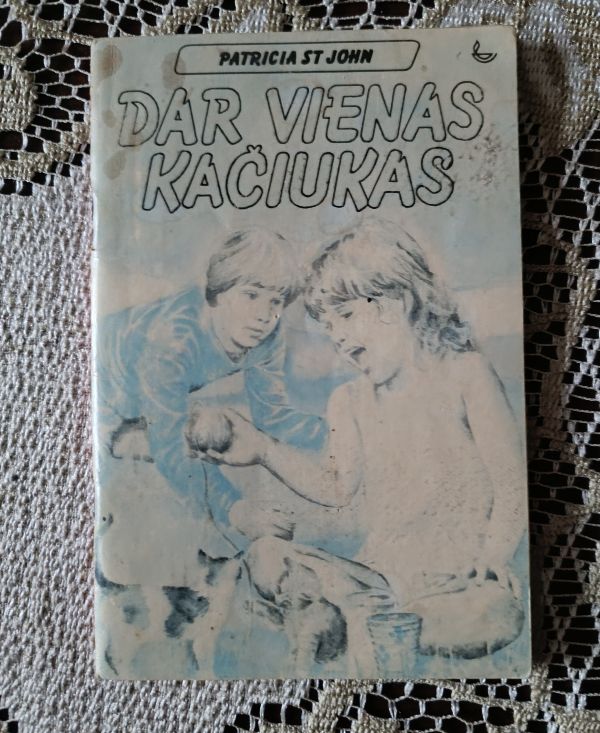 PATRICIA ST JOHN
DAR VIENAS
KAČIUKAS